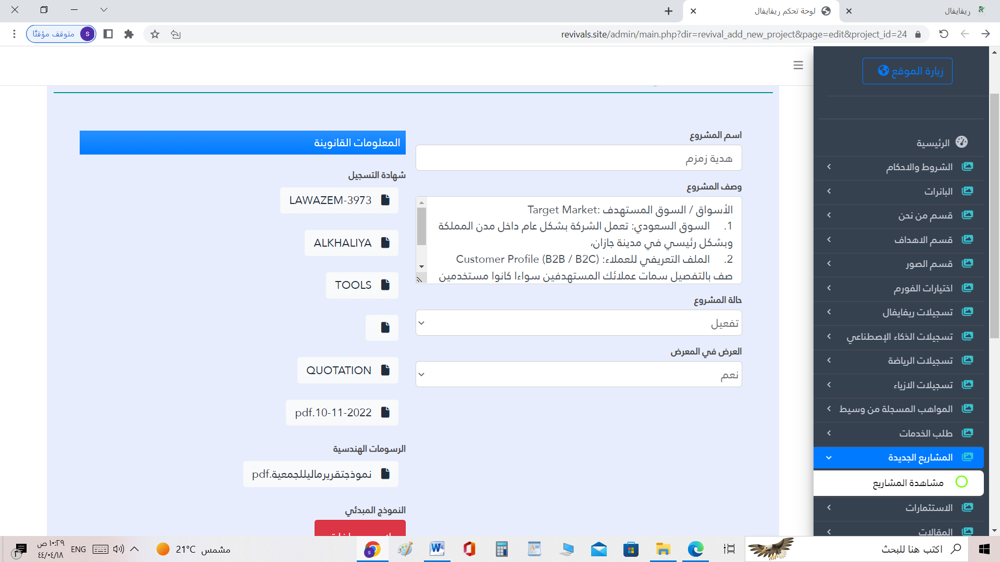 ريفايفال
لوحة تحكم ريفايفال
revivals.site/admin/main.php?dir=revival_add_new_project&page=edit&project_id=24
متوقف مؤقتًا
s
زيارة الموقع
الرئيسية
الشروط والاحكام
البانرات
قسم من نحن
قسم الاهداف
قسم الصور
اختيارات الفورم
تسجيلات ريفايفال
تسجيلات الذكاء الإصطناعي
تسجيلات الرياضة
تسجيلات الازياء
المواهب المسجلة من وسيط
طلب الخدمات
المشاريع الجديدة
مشاهدة المشاريع
الاستثمارات
المقالات
اسم المشروع
هدية زمزم
وصف المشروع
الأسواق / السوق المستهدف :Target Market
1. السوق السعودي: تعمل الشركة بشكل عام داخل مدن المملكة
وبشكل رئيسي في مدينة جازان،
2. الملف التعريفي للعملاء: Customer Profile (B2B / B2C)
صف بالتفصيل سمات عملائك المستهدفين سواءا كانوا مستخدمين
حالة المشروع
تفعيل
العرض في المعرض
نعم
المعلومات القانوينة
شهادة التسجيل
LAWAZEM-3973
ALKHALIYA
TOOLS
QUOTATION
pdf.10-11-2022
الرسومات الهندسية
نموذجتقريرماليللجمعية.pdf
النموذج المبدئي
اكتب هنا للبحث
مشمس 21°C
ENG
١٠:٢٩ ص
٤٤/٠٤/١٨